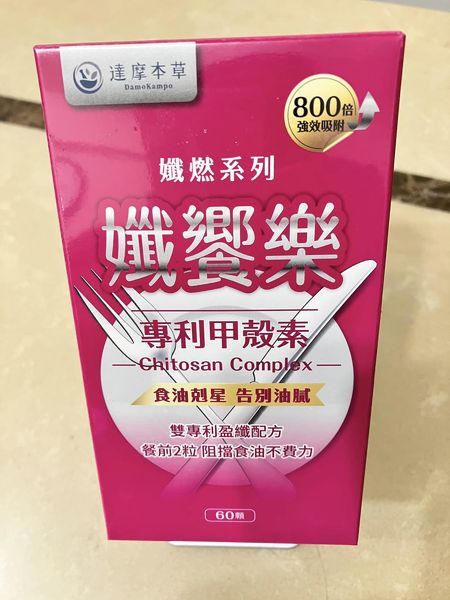 達摩本草
DamoKampo
800倍
強效吸附
孅燃系列
孅饗樂
專利甲殼素
Chitosan Complex
食油剋星 告別油膩
雙專利盈纖配方
餐前2粒 阻擋食油不費力
60顆